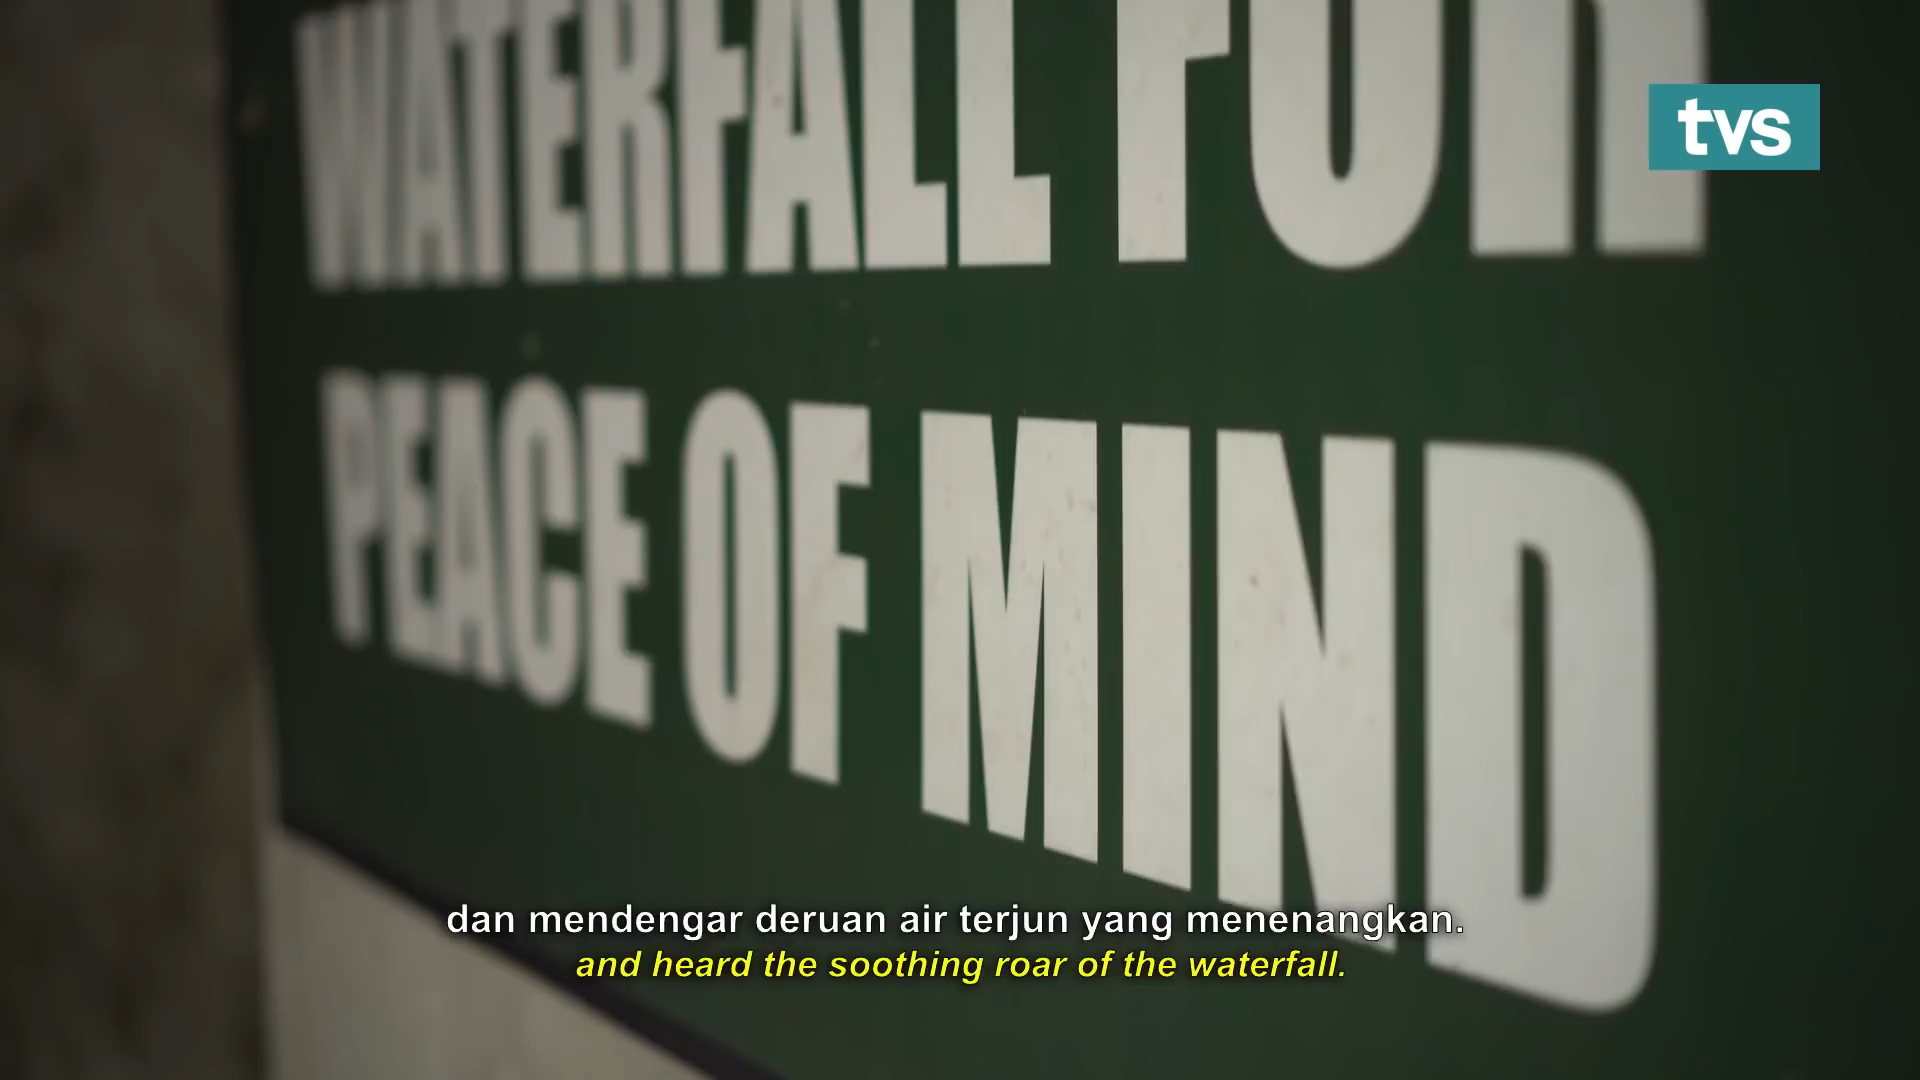 WATERFALL FOR
tvs
PEACE OF MIND
dan mendengar deruan air terjun yang menenangkan.
and heard the soothing roar of the waterfall.